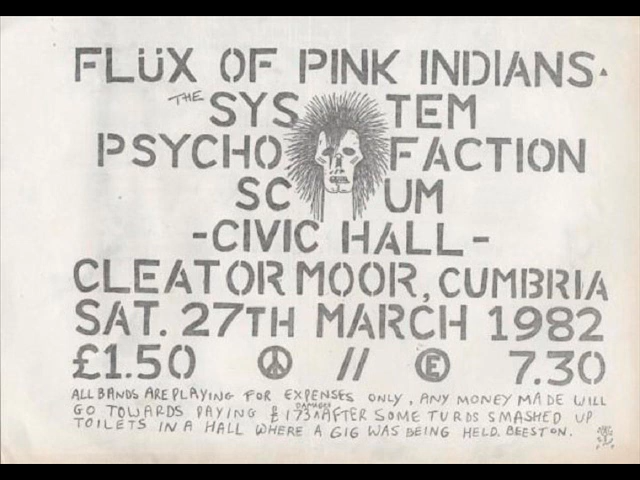 FLÜX OF PINK INDIANS.
THE SYSTEM
PSYCHO FACTION
SCUM
-CIVIC HALL-
CLEATOR MOOR, CUMBRIA
SAT. 27TH MARCH 1982
£1.50 // E 7.30
ALL BANDS ARE PLAYING FOR EXPENSES ONLY, ANY MONEY MADE WILL
GO TOWARDS PAYING £173 DAMAGES AFTER SOME TURDS SMASHED UP
TOILETS IN A HALL WHERE A GIG WAS BEING HELD. BEESTON.